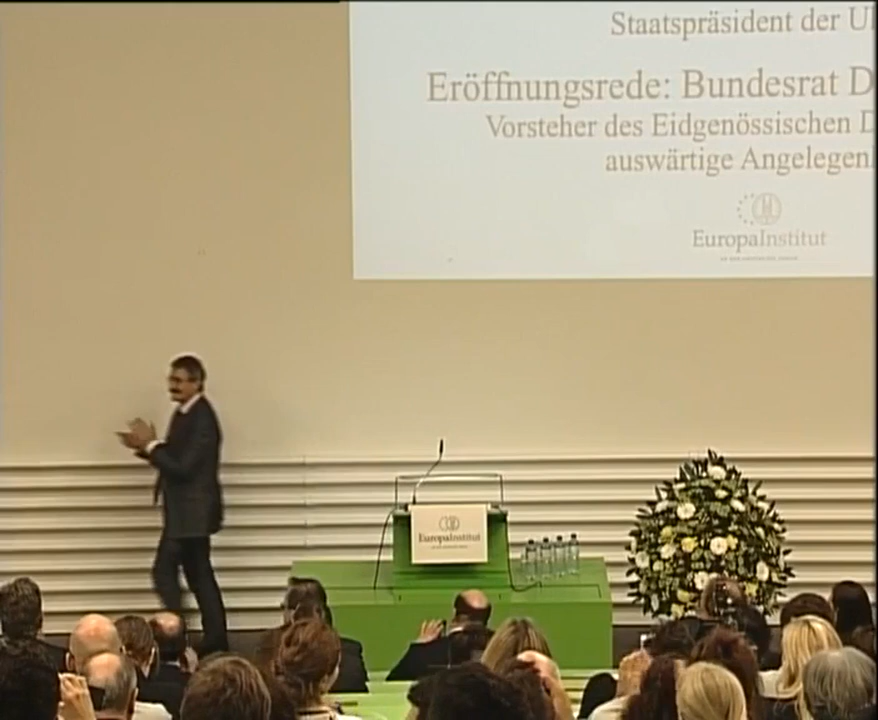 Staatspräsident der U
Eröffnungsrede: Bundesrat D
Vorsteher des Eidgenössischen D
auswärtige Angelegen
EuropaInstitut
EuropaInstitut